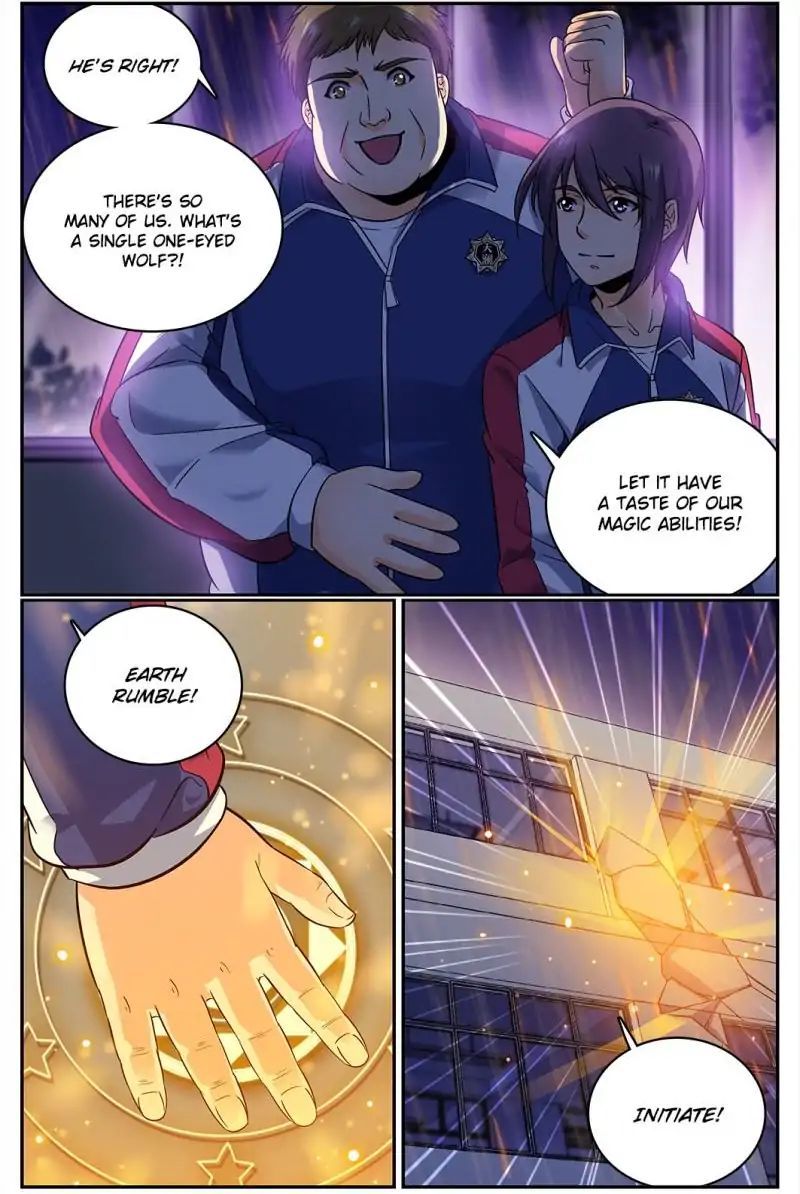 HE'S RIGHT!
THERE'S SO
MANY OF US. WHAT'S
A SINGLE ONE-EYED
WOLF?!
LET IT HAVE
A TASTE OF OUR
MAGIC ABILITIES!
EARTH
RUMBLE!
INITIATE!